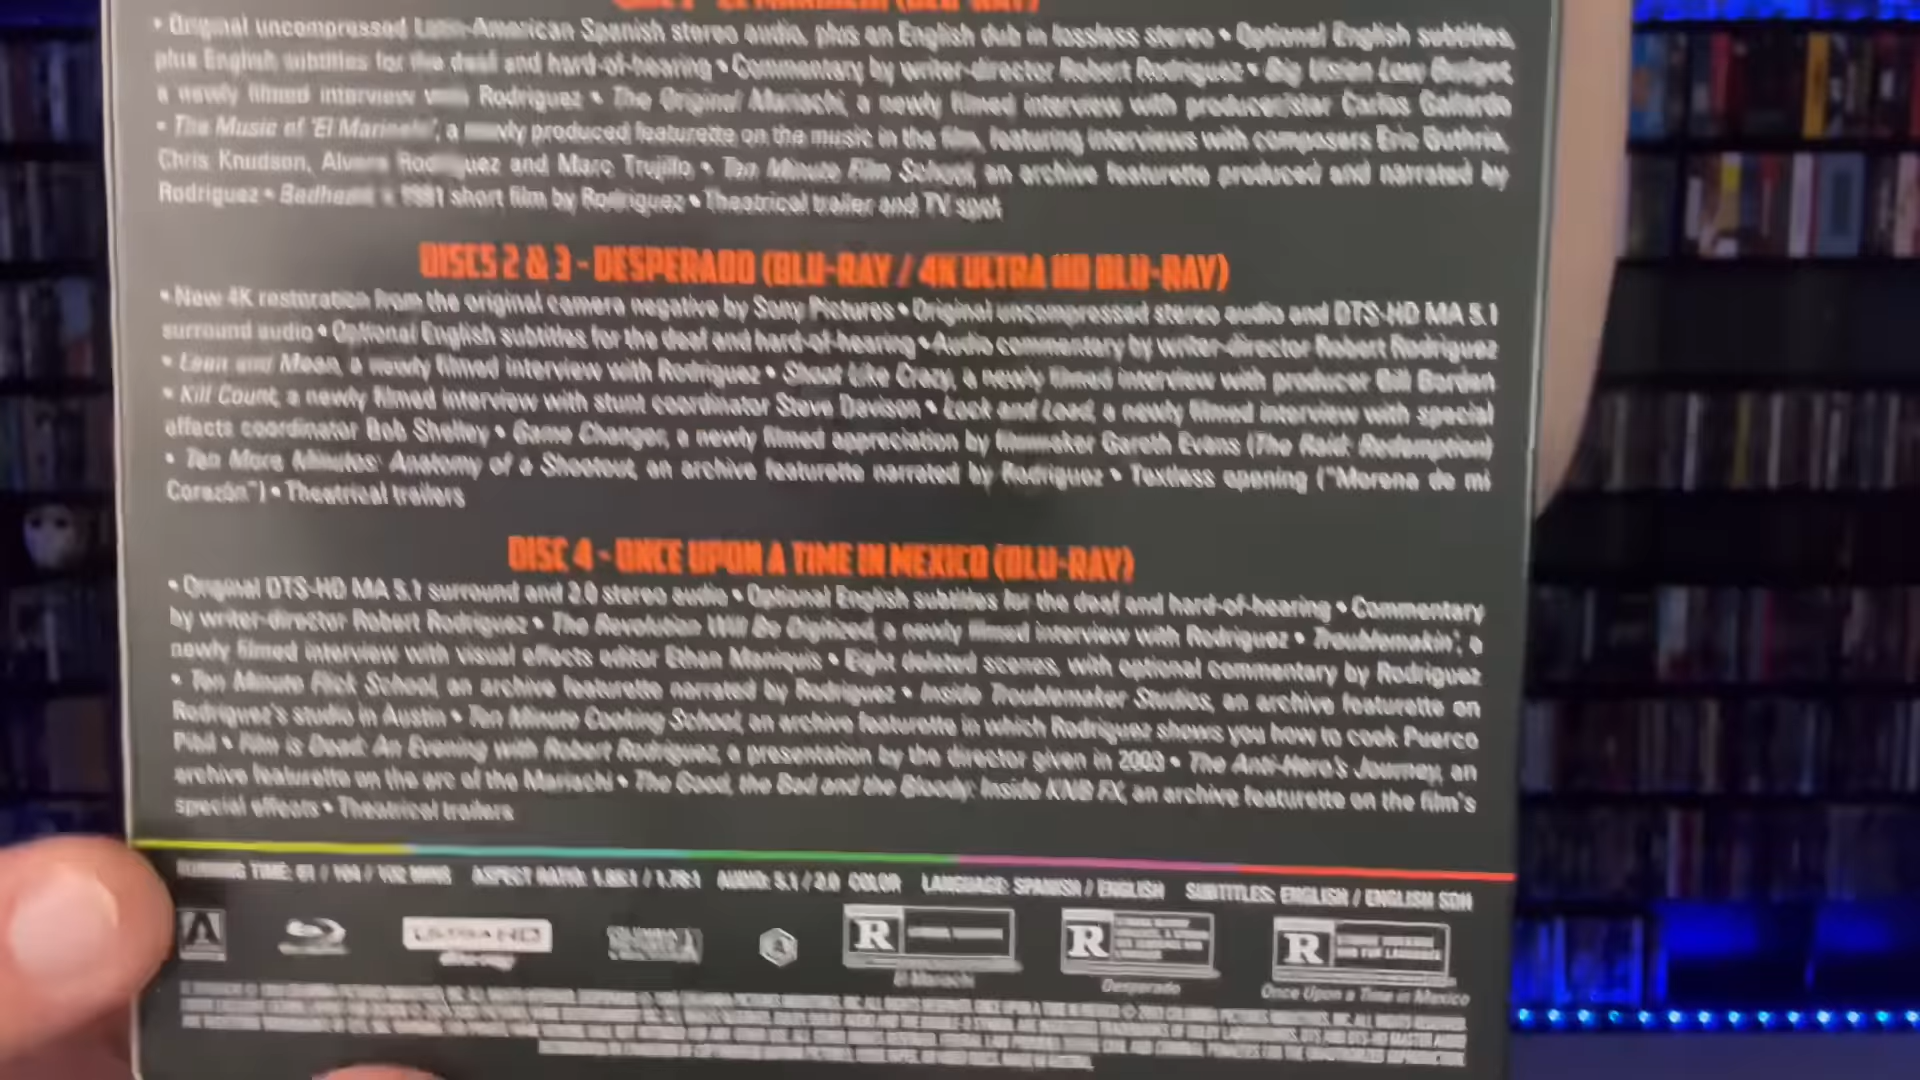 • Original uncompressed Latin-American Spanish stereo audio, plus an English dub in lossless stereo • Optional English subtitles,
plus English subtitles for the deaf and hard-of-hearing • Commentary by writer-director Robert Rodriguez • Big Vision Low Budget,
a newly filmed interview with Rodriguez • The Original Mariachi, a newly filmed interview with producer/star Carlos Gallardo
• The Music of 'El Mariachi', a newly produced featurette on the music in the film, featuring interviews with composers Eric Guthrie,
Chris Knudson, Alvaro Rodriguez and Marc Trujillo • Ten Minute Film School, an archive featurette produced and narrated by
Rodriguez • Bedhead, a 1991 short film by Rodriguez • Theatrical trailer and TV spot
DISCS 2 & 3 - DESPERADO (BLU-RAY / 4K ULTRA HD BLU-RAY)
• New 4K restoration from the original camera negative by Sony Pictures • Original uncompressed stereo audio and DTS-HD MA 5.1
surround audio • Optional English subtitles for the deaf and hard-of-hearing • Audio commentary by writer-director Robert Rodriguez
• Lean and Mean, a newly filmed interview with Rodriguez • Shoot Like Crazy, a newly filmed interview with producer Bill Borden
• Kill Count, a newly filmed interview with stunt coordinator Steve Davison • Lock and Load, a newly filmed interview with special
effects coordinator Bob Shelley • Game Changer, a newly filmed appreciation by filmmaker Gareth Evans (The Raid: Redemption)
• Ten More Minutes: Anatomy of a Shootout, an archive featurette narrated by Rodriguez • Textless opening ("Morena de mi
Corazón") • Theatrical trailers
DISC 4 - ONCE UPON A TIME IN MEXICO (BLU-RAY)
• Original DTS-HD MA 5.1 surround and 2.0 stereo audio • Optional English subtitles for the deaf and hard-of-hearing • Commentary
by writer-director Robert Rodriguez • The Revolution Will Be Digitized, a newly filmed interview with Rodriguez • Troublemakin', a
newly filmed interview with visual effects editor Ethan Maniquis • Eight deleted scenes, with optional commentary by Rodriguez
• Ten Minute Flick School, an archive featurette narrated by Rodriguez • Inside Troublemaker Studios, an archive featurette on
Rodriguez's studio in Austin • Ten Minute Cooking School, an archive featurette in which Rodriguez shows you how to cook Puerco
Pibil • Film is Dead: An Evening with Robert Rodriguez, a presentation by the director given in 2003 • The Anti-Hero's Journey, an
archive featurette on the arc of the Mariachi • The Good, the Bad and the Bloody: Inside KNB FX, an archive featurette on the film's
special effects • Theatrical trailers
RUNNING TIME: 81 / 104 / 102 MINS ASPECT RATIO: 1.85:1 / 1.78:1 AUDIO: 5.1 / 2.0 COLOR LANGUAGE: SPANISH / ENGLISH SUBTITLES: ENGLISH / ENGLISH SDH
ULTRA HD
Blu-ray
A
R
R
R
El Mariachi
Desperado
Once Upon a Time in Mexico